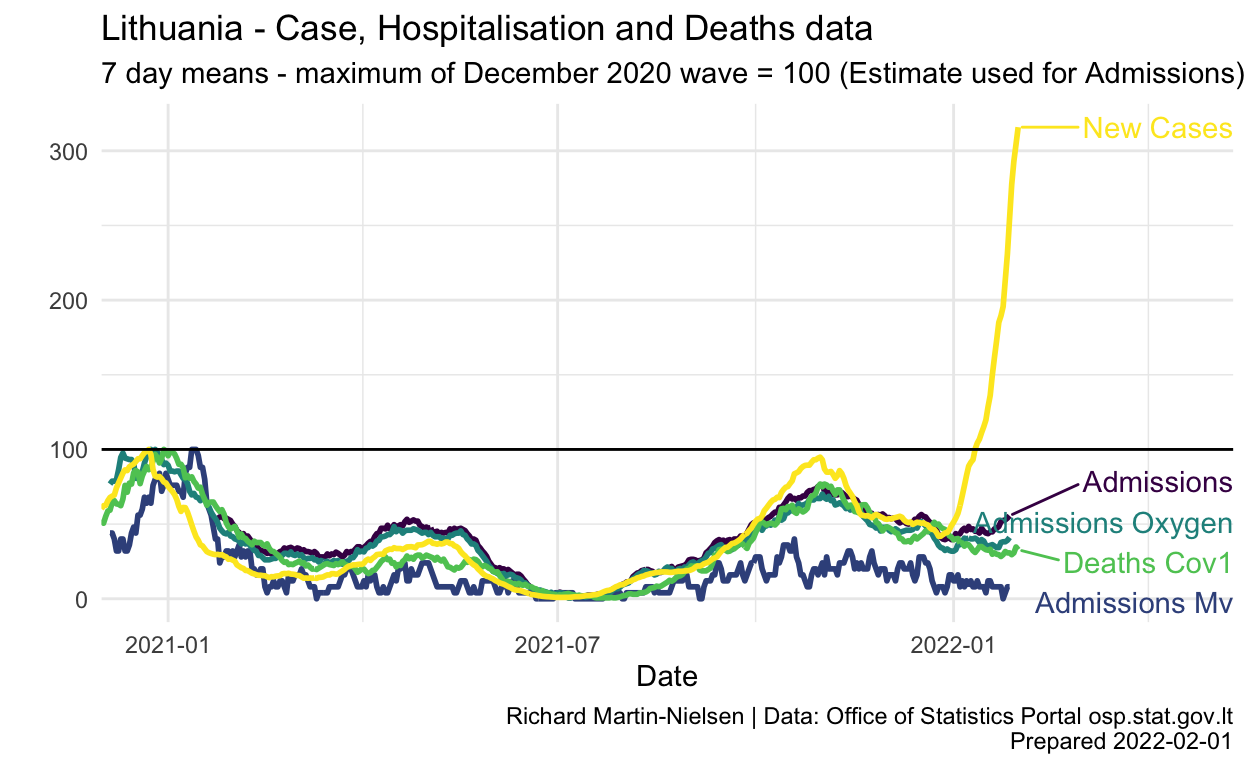 Lithuania - Case, Hospitalisation and Deaths data
7 day means - maximum of December 2020 wave = 100 (Estimate used for Admissions)
300
200
100
0
New Cases
Admissions
Admissions Oxygen
Deaths Cov1
Admissions Mv
2021-01
2021-07
2022-01
Date
Richard Martin-Nielsen | Data: Office of Statistics Portal osp.stat.gov.lt
Prepared 2022-02-01